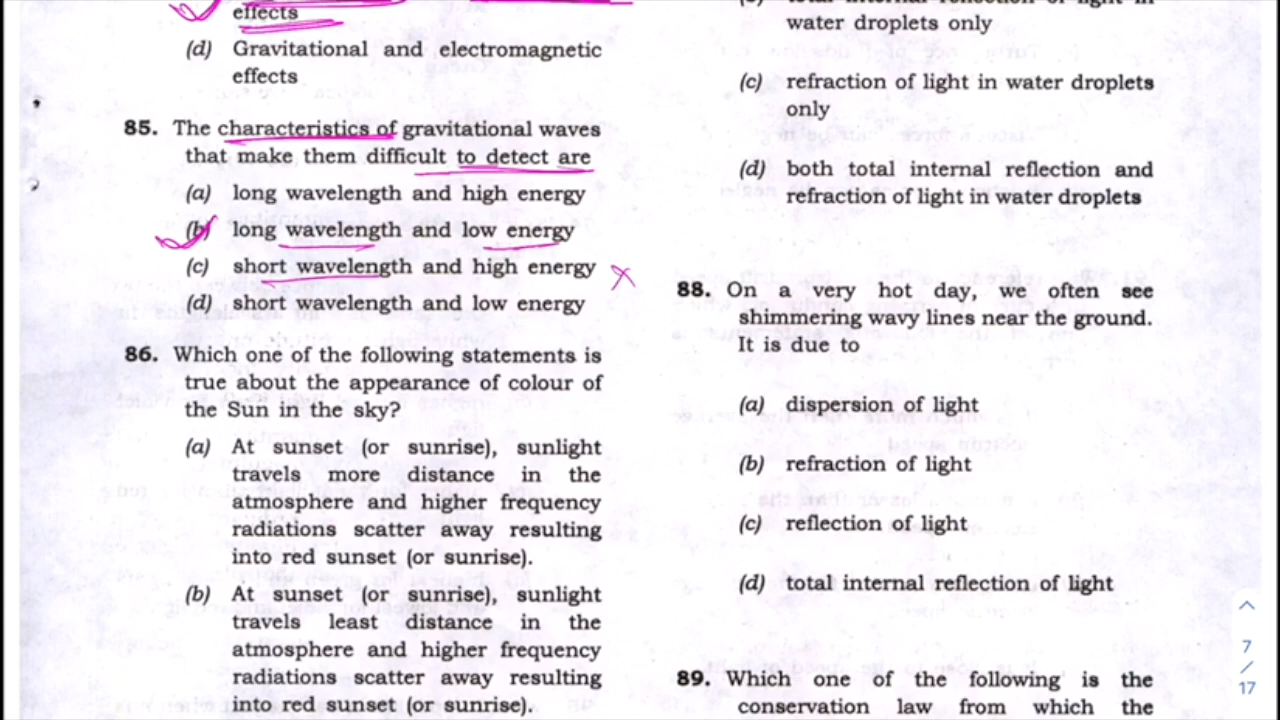 effects
(d) Gravitational and electromagnetic
effects
85. The characteristics of gravitational waves
that make them difficult to detect are
(a) long wavelength and high energy
(b) long wavelength and low energy
(c) short wavelength and high energy
(d) short wavelength and low energy
86. Which one of the following statements is
true about the appearance of colour of
the Sun in the sky?
(a) At sunset (or sunrise), sunlight
travels more distance in the
atmosphere and higher frequency
radiations scatter away resulting
into red sunset (or sunrise).
(b) At sunset (or sunrise), sunlight
travels least distance in the
atmosphere and higher frequency
radiations scatter away resulting
into red sunset (or sunrise).
water droplets only
(c) refraction of light in water droplets
only
(d) both total internal reflection and
refraction of light in water droplets
88. On a very hot day, we often see
shimmering wavy lines near the ground.
It is due to
(a) dispersion of light
(b) refraction of light
(c) reflection of light
(d) total internal reflection of light
89. Which one of the following is the
conservation law from which the
7
/
17